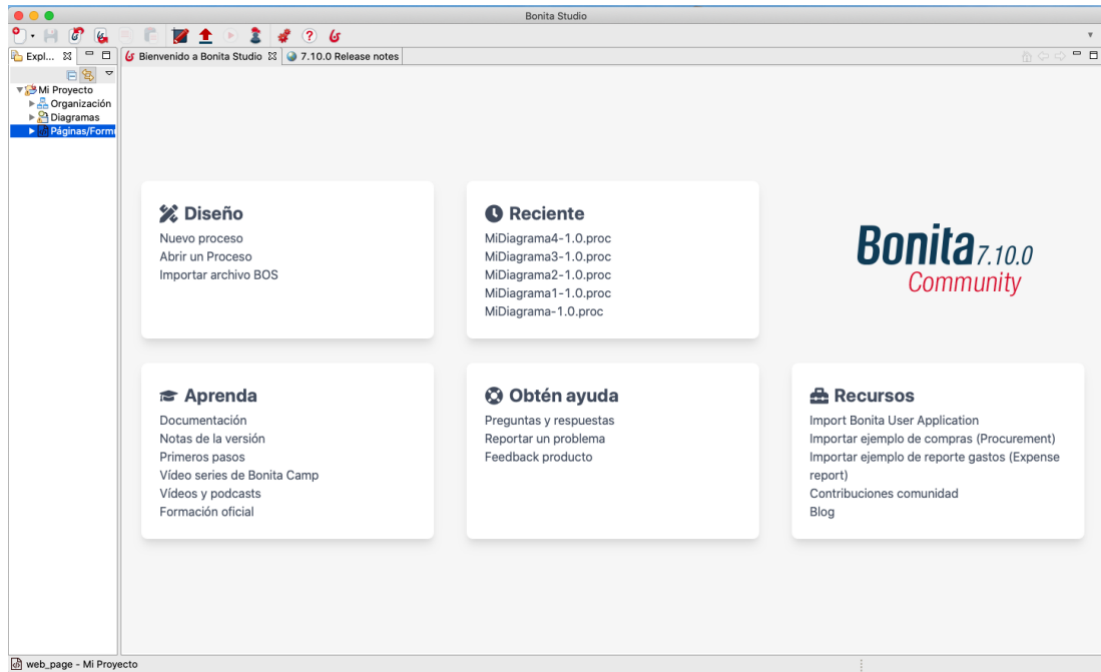 Bonita Studio
Expl...
Bienvenido a Bonita Studio
7.10.0 Release notes
Mi Proyecto
Organización
Diagramas
Páginas/Formu
Diseño
Nuevo proceso
Abrir un Proceso
Importar archivo BOS
Reciente
MiDiagrama4-1.0.proc
MiDiagrama3-1.0.proc
MiDiagrama2-1.0.proc
MiDiagrama1-1.0.proc
MiDiagrama-1.0.proc
Bonita 7.10.0
Community
Aprenda
Documentación
Notas de la versión
Primeros pasos
Vídeo series de Bonita Camp
Vídeos y podcasts
Formación oficial
Obtén ayuda
Preguntas y respuestas
Reportar un problema
Feedback producto
Recursos
Import Bonita User Application
Importar ejemplo de compras (Procurement)
Importar ejemplo de reporte gastos (Expense
report)
Contribuciones comunidad
Blog
web_page - Mi Proyecto